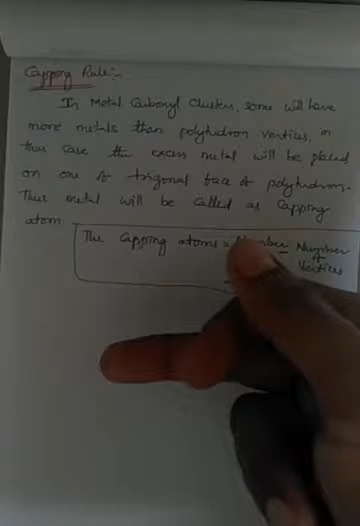 Capping Rule:-
In Metal Carbonyl Clusters, some will have
more metals than polyhedron vertices, in
this case the excess metal will be placed
on one of trigonal face of polyhedron.
This metal will be called as Capping
atom
The Capping atoms = Number Number
of
Vertices